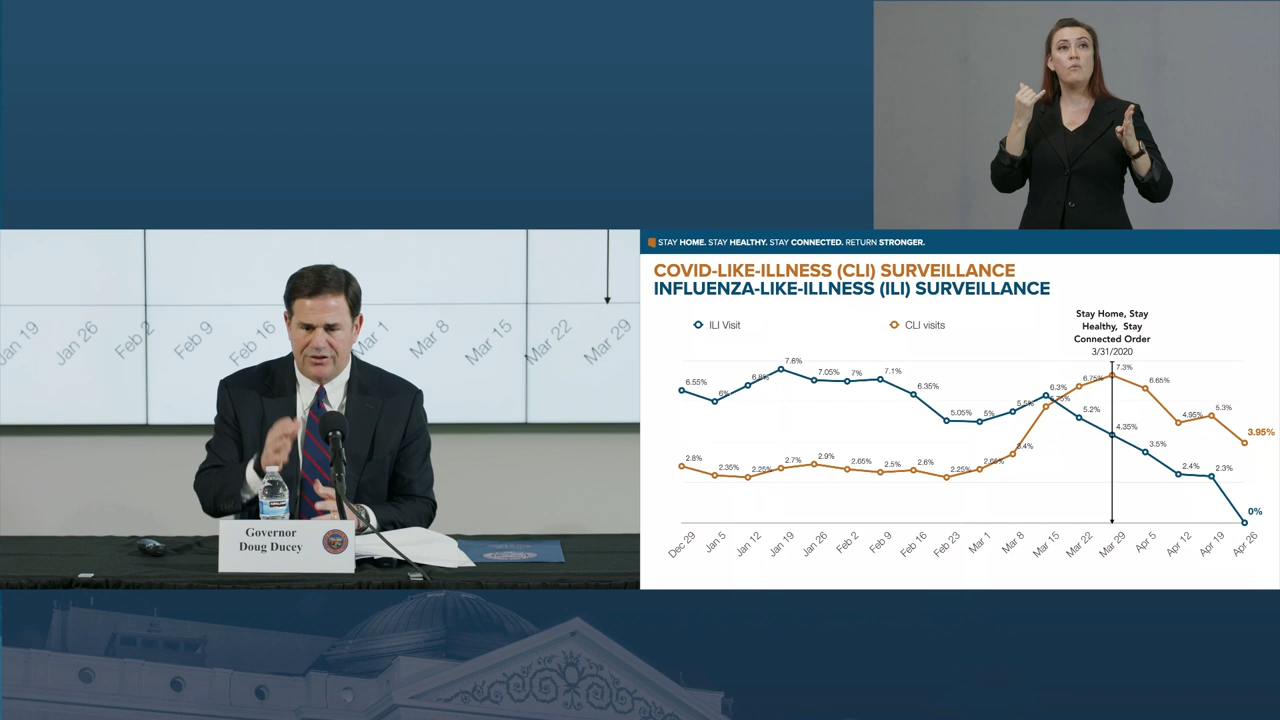 STAY HOME. STAY HEALTHY. STAY CONNECTED. RETURN STRONGER.
COVID-LIKE-ILLNESS (CLI) SURVEILLANCE
INFLUENZA-LIKE-ILLNESS (ILI) SURVEILLANCE
ILI Visit
CLI visits
Stay Home, Stay
Healthy, Stay
Connected Order
3/31/2020
6.55%
6%
6.8%
7.6%
7.05%
7%
7.1%
6.35%
5.05%
5%
5.5%
6.3%
5.2%
4.35%
3.5%
2.4%
2.3%
0%
2.8%
2.35%
2.25%
2.7%
2.9%
2.65%
2.5%
2.6%
2.25%
2.65%
3.4%
5.75%
6.75%
7.3%
6.65%
4.95%
5.3%
3.95%
Dec 29
Jan 5
Jan 12
Jan 19
Jan 26
Feb 2
Feb 9
Feb 16
Feb 23
Mar 1
Mar 8
Mar 15
Mar 22
Mar 29
Apr 5
Apr 12
Apr 19
Apr 26
Jan 19
Jan 26
Feb 2
Feb 9
Feb 16
Mar 1
Mar 8
Mar 15
Mar 22
Mar 29
Governor
Doug Ducey